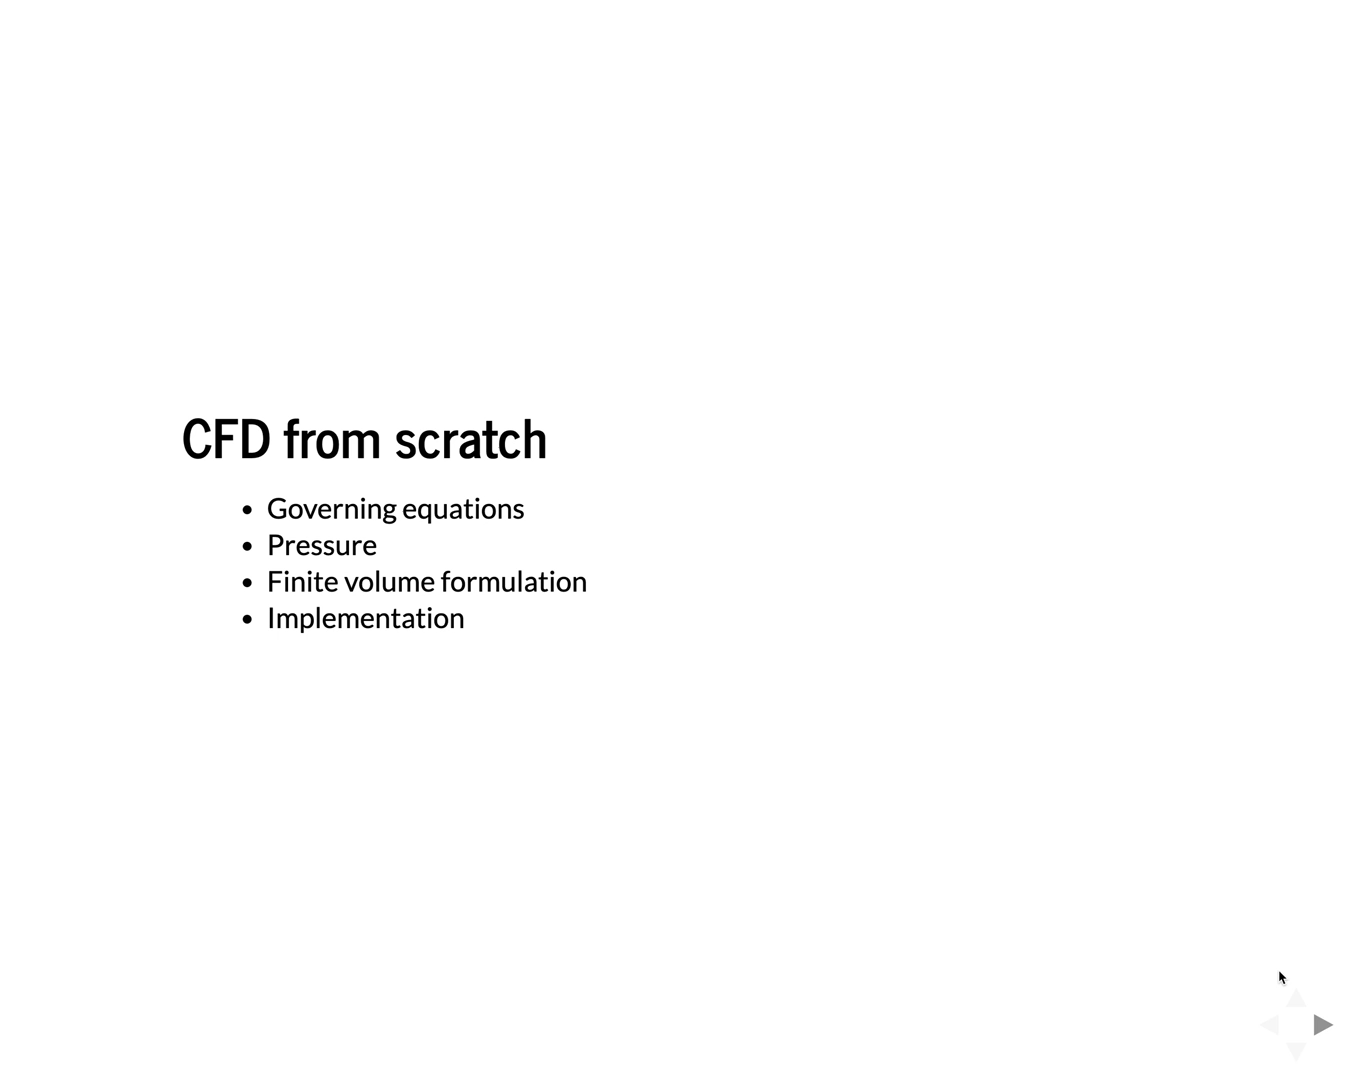 CFD from scratch
• Governing equations
• Pressure
• Finite volume formulation
• Implementation